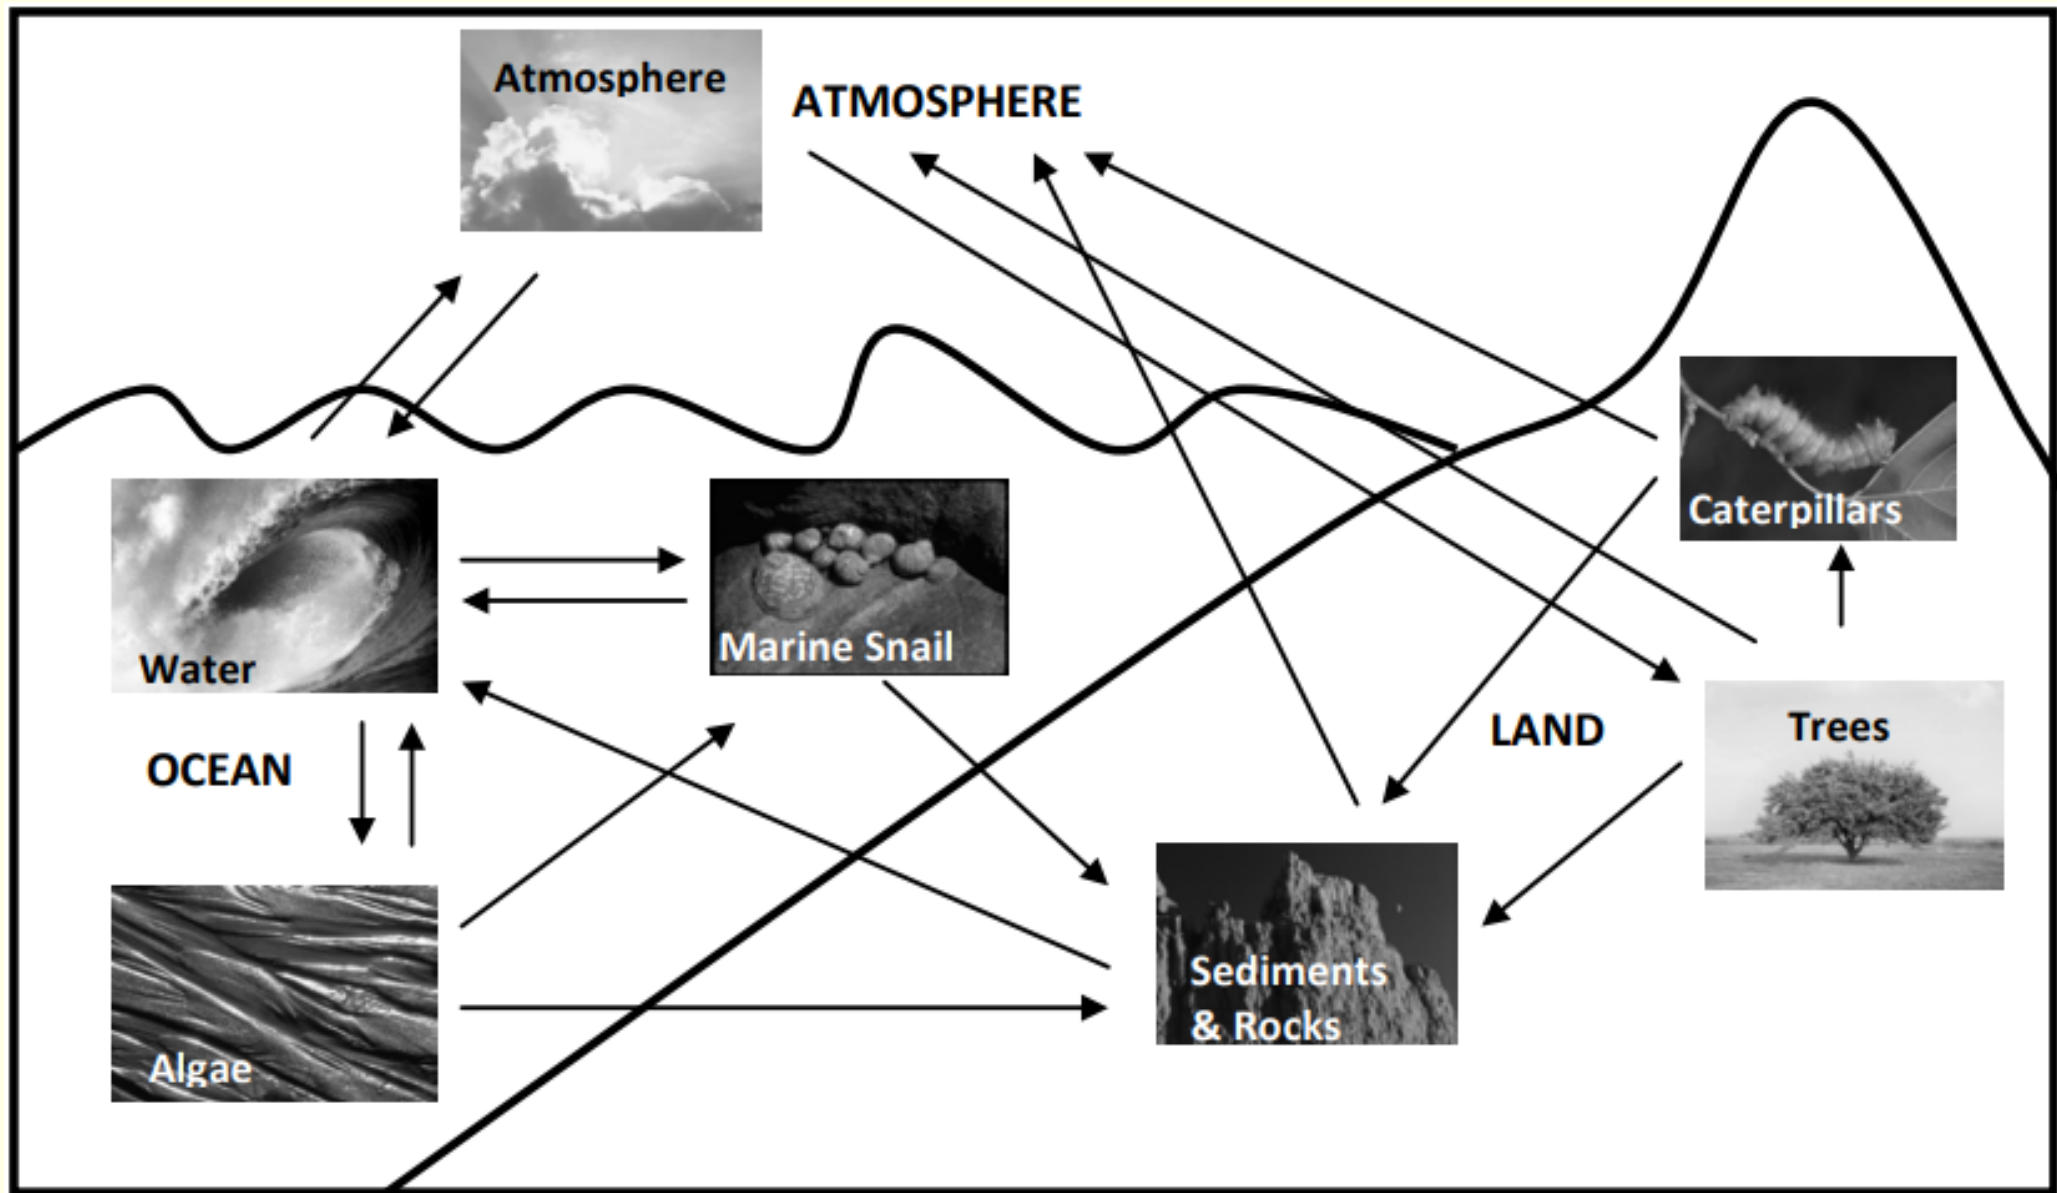 Atmosphere
ATMOSPHERE
Caterpillars
Marine Snail
Water
LAND
Trees
OCEAN
Sediments
& Rocks
Algae